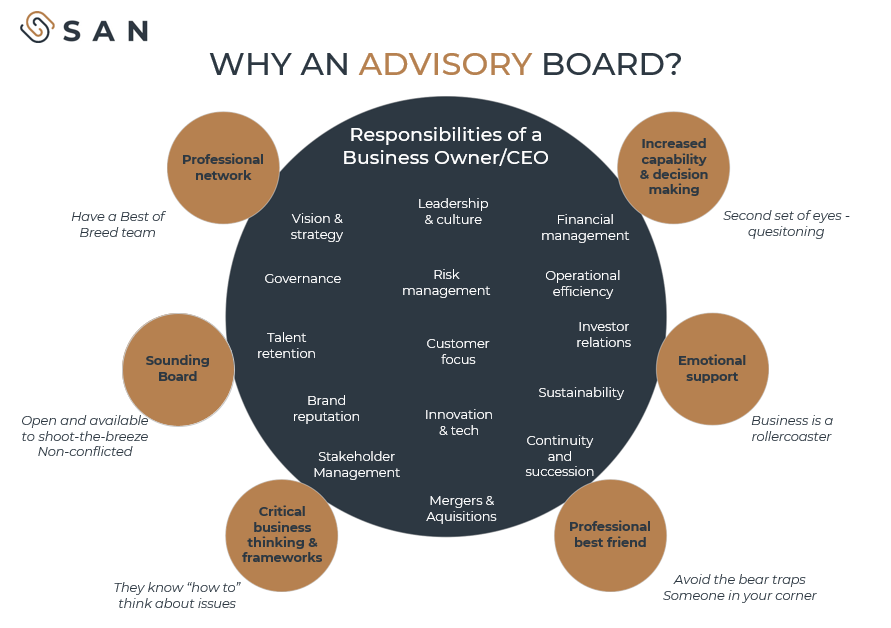 SAN
WHY AN ADVISORY BOARD?
Responsibilities of a
Business Owner/CEO
Professional
network
Have a Best of
Breed team
Increased
capability
& decision
making
Second set of eyes -
quesitoning
Vision &
strategy
Leadership
& culture
Financial
management
Governance
Risk
management
Operational
efficiency
Talent
retention
Customer
focus
Investor
relations
Brand
reputation
Innovation
& tech
Sustainability
Stakeholder
Management
Continuity
and
succession
Mergers &
Aquisitions
Sounding
Board
Open and available
to shoot-the-breeze
Non-conflicted
Emotional
support
Business is a
rollercoaster
Critical
business
thinking &
frameworks
They know “how to”
think about issues
Professional
best friend
Avoid the bear traps
Someone in your corner